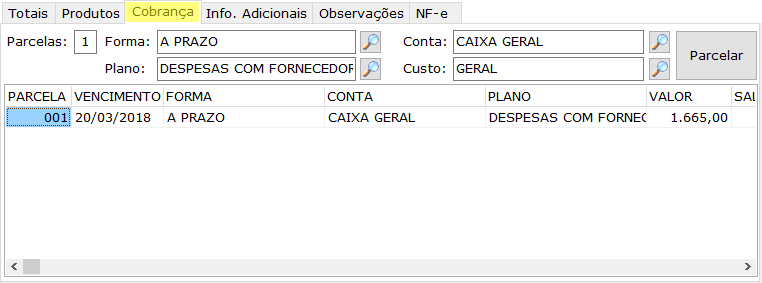 Totais Produtos Cobrança Info. Adicionais Observações NF-e
Parcelas: 1 Forma: A PRAZO Conta: CAIXA GERAL Parcelar
Plano: DESPESAS COM FORNECEDOR Custo: GERAL
PARCELA VENCIMENTO FORMA CONTA PLANO VALOR SAL
001 20/03/2018 A PRAZO CAIXA GERAL DESPESAS COM FORNEC 1.665,00